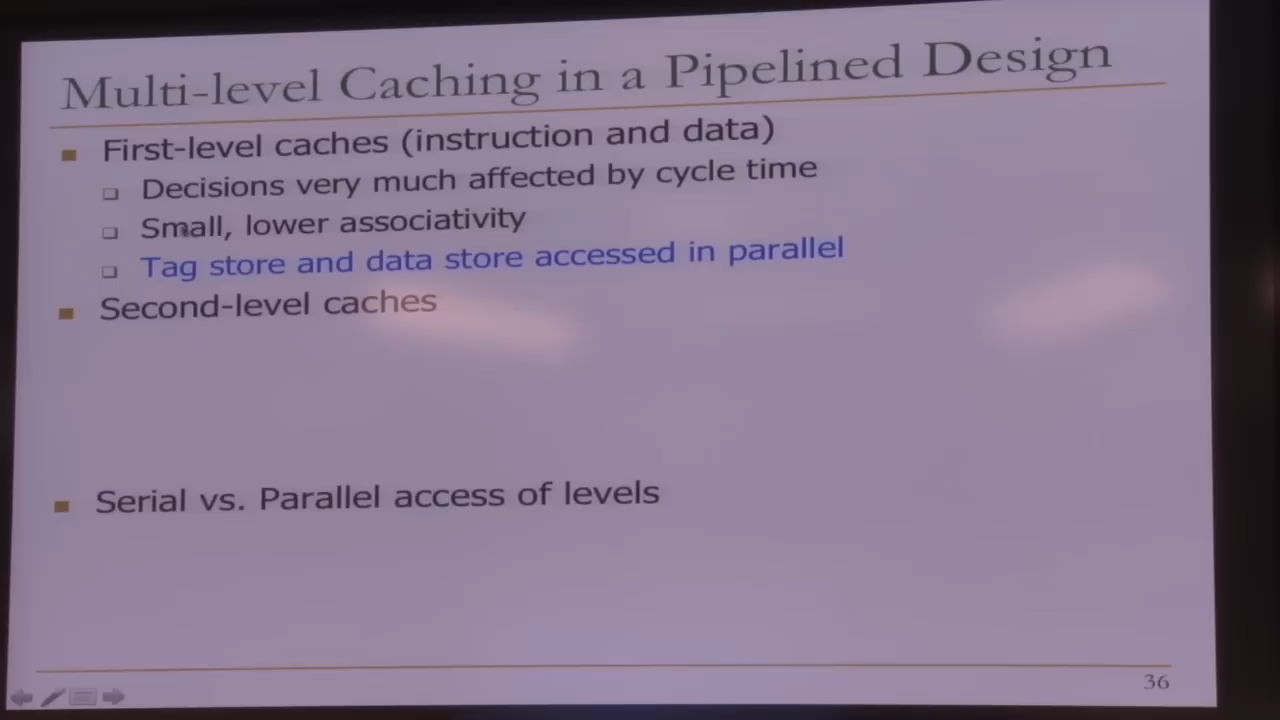 Multi-level Caching in a Pipelined Design
First-level caches (instruction and data)
Decisions very much affected by cycle time
Small, lower associativity
Tag store and data store accessed in parallel
Second-level caches
Serial vs. Parallel access of levels
36